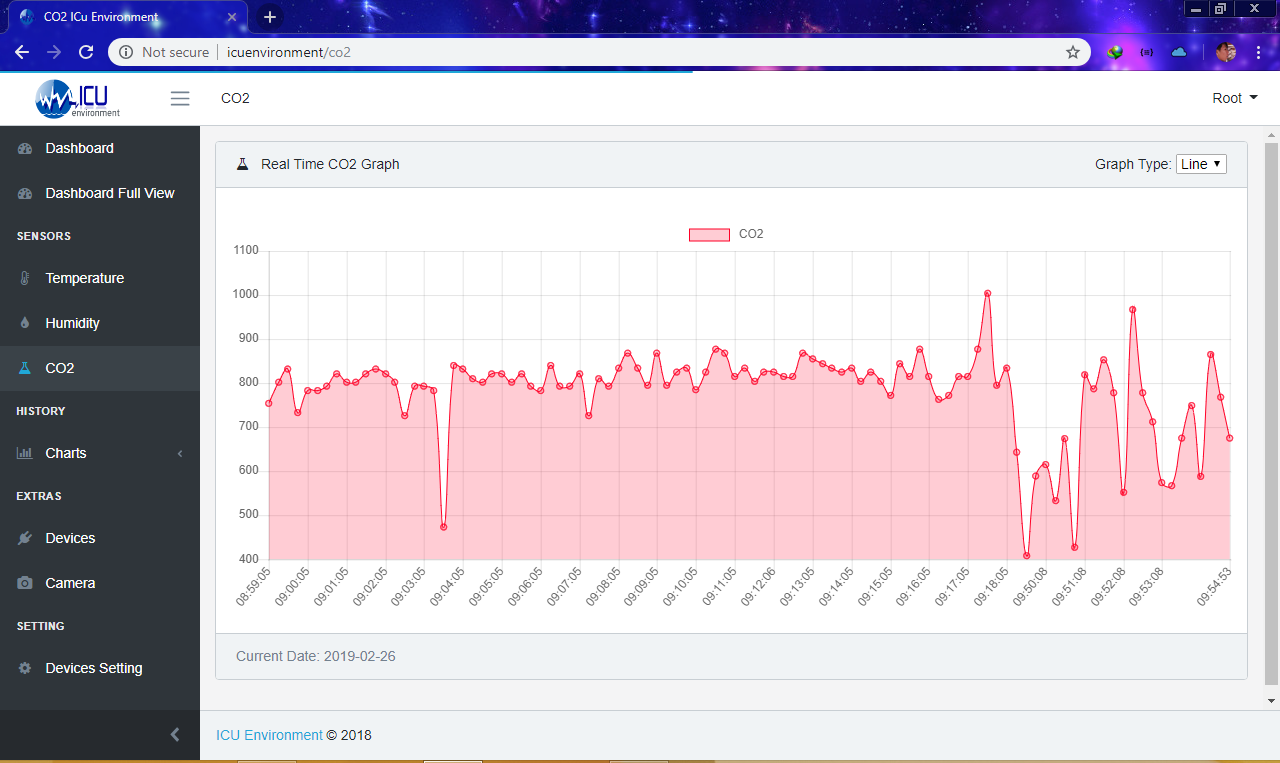 CO2 ICu Environment
Not secure icuenvironment/co2
ICU
environment
CO2
Root
Dashboard
Dashboard Full View
SENSORS
Temperature
Humidity
CO2
HISTORY
Charts
EXTRAS
Devices
Camera
SETTING
Devices Setting
Real Time CO2 Graph
Graph Type: Line
CO2
1100
1000
900
800
700
600
500
400
08:59:05
09:00:05
09:01:05
09:02:05
09:03:05
09:04:05
09:05:05
09:06:05
09:07:05
09:08:05
09:09:05
09:10:05
09:11:05
09:12:06
09:13:05
09:14:05
09:15:05
09:16:05
09:17:05
09:18:05
09:50:08
09:51:08
09:52:08
09:53:08
09:54:53
Current Date: 2019-02-26
ICU Environment © 2018